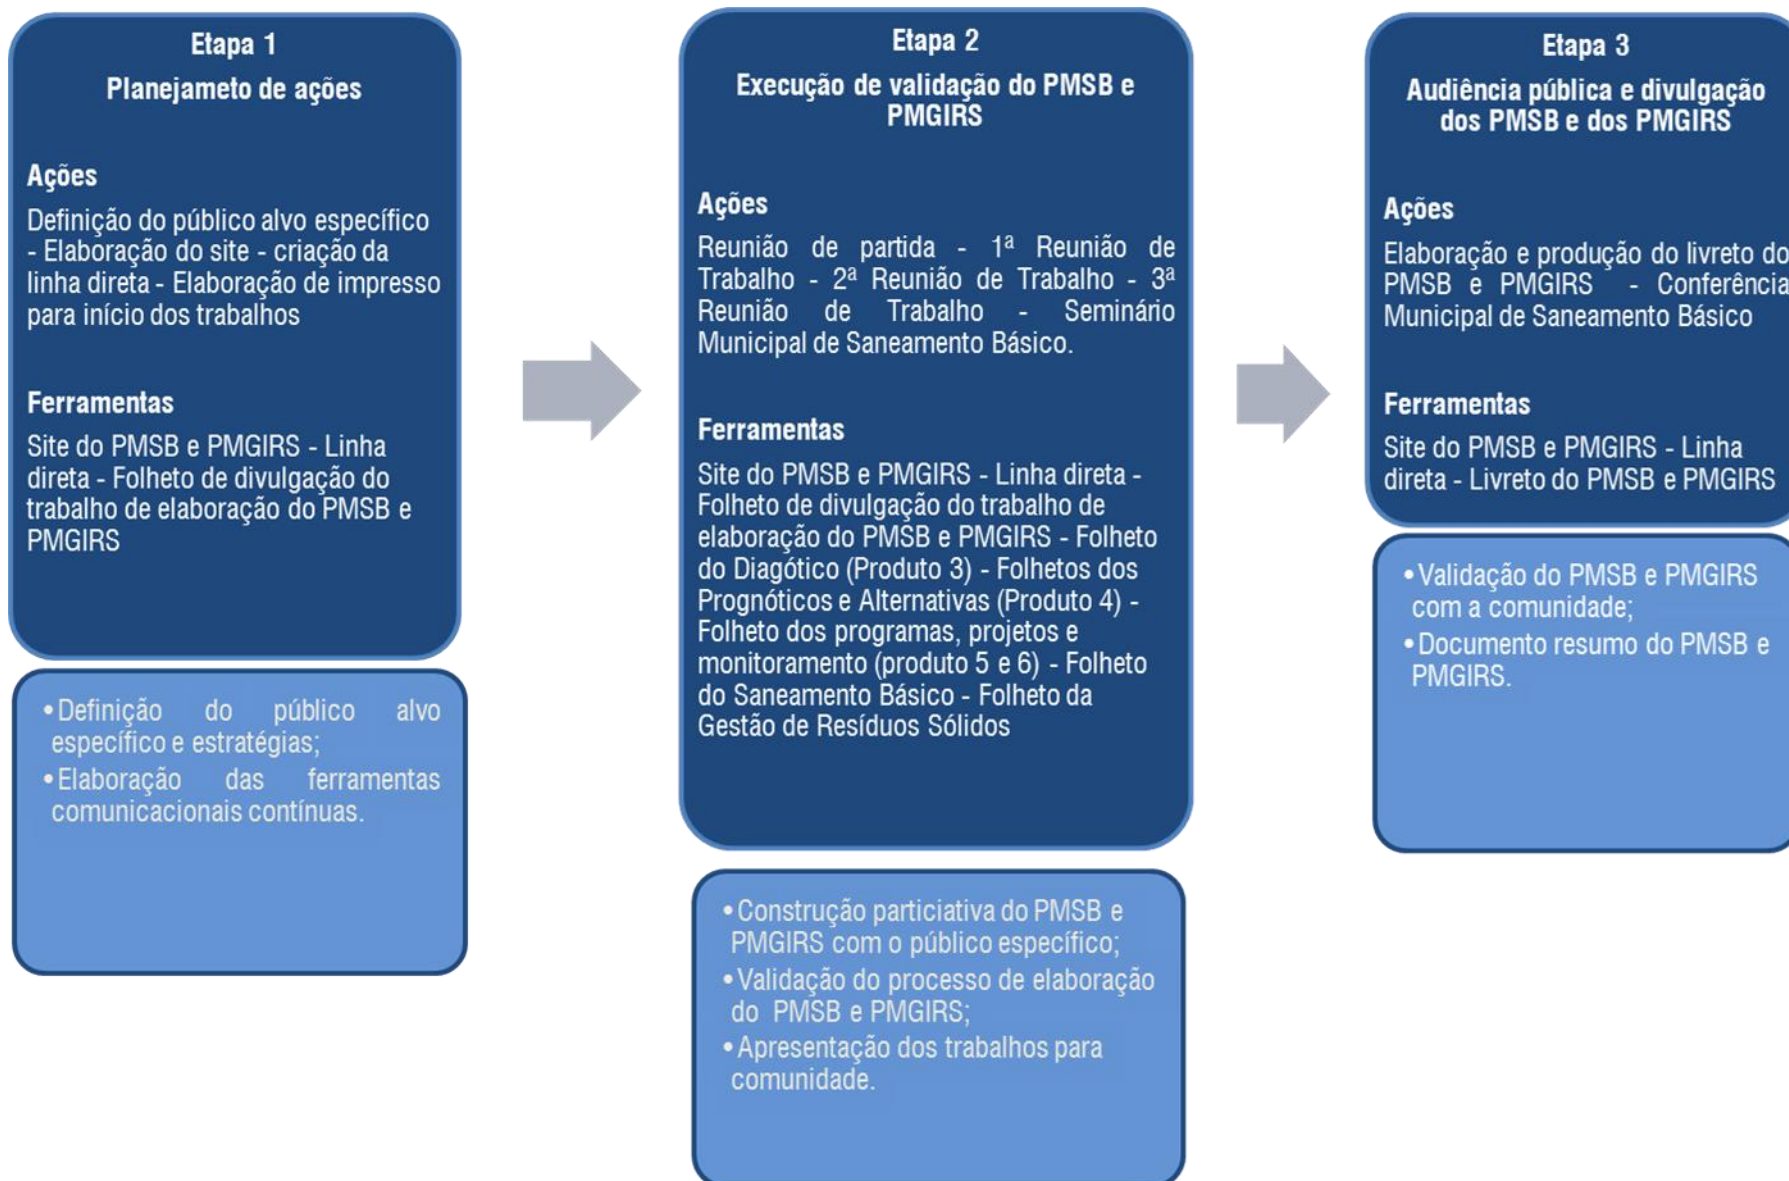 Etapa 1
Planejameto de ações
Ações
Definição do público alvo específico
- Elaboração do site - criação da
linha direta - Elaboração de impresso
para início dos trabalhos
Ferramentas
Site do PMSB e PMGIRS - Linha
direta - Folheto de divulgação do
trabalho de elaboração do PMSB e
PMGIRS
•Definição do público alvo
específico e estratégias;
•Elaboração das ferramentas
comunicacionais contínuas.
Etapa 2
Execução de validação do PMSB e
PMGIRS
Ações
Reunião de partida - 1ª Reunião de
Trabalho - 2ª Reunião de Trabalho - 3ª
Reunião de Trabalho - Seminário
Municipal de Saneamento Básico.
Ferramentas
Site do PMSB e PMGIRS - Linha direta -
Folheto de divulgação do trabalho de
elaboração do PMSB e PMGIRS - Folheto
do Diagótico (Produto 3) - Folhetos dos
Prognóticos e Alternativas (Produto 4) -
Folheto dos programas, projetos e
monitoramento (produto 5 e 6) - Folheto
do Saneamento Básico - Folheto da
Gestão de Resíduos Sólidos
•Construção particiativa do PMSB e
PMGIRS com o público específico;
•Validação do processo de elaboração
do PMSB e PMGIRS;
•Apresentação dos trabalhos para
comunidade.
Etapa 3
Audiência pública e divulgação
dos PMSB e dos PMGIRS
Ações
Elaboração e produção do livreto do
PMSB e PMGIRS - Conferência
Municipal de Saneamento Básico
Ferramentas
Site do PMSB e PMGIRS - Linha
direta - Livreto do PMSB e PMGIRS
•Validação do PMSB e PMGIRS
com a comunidade;
•Documento resumo do PMSB e
PMGIRS.